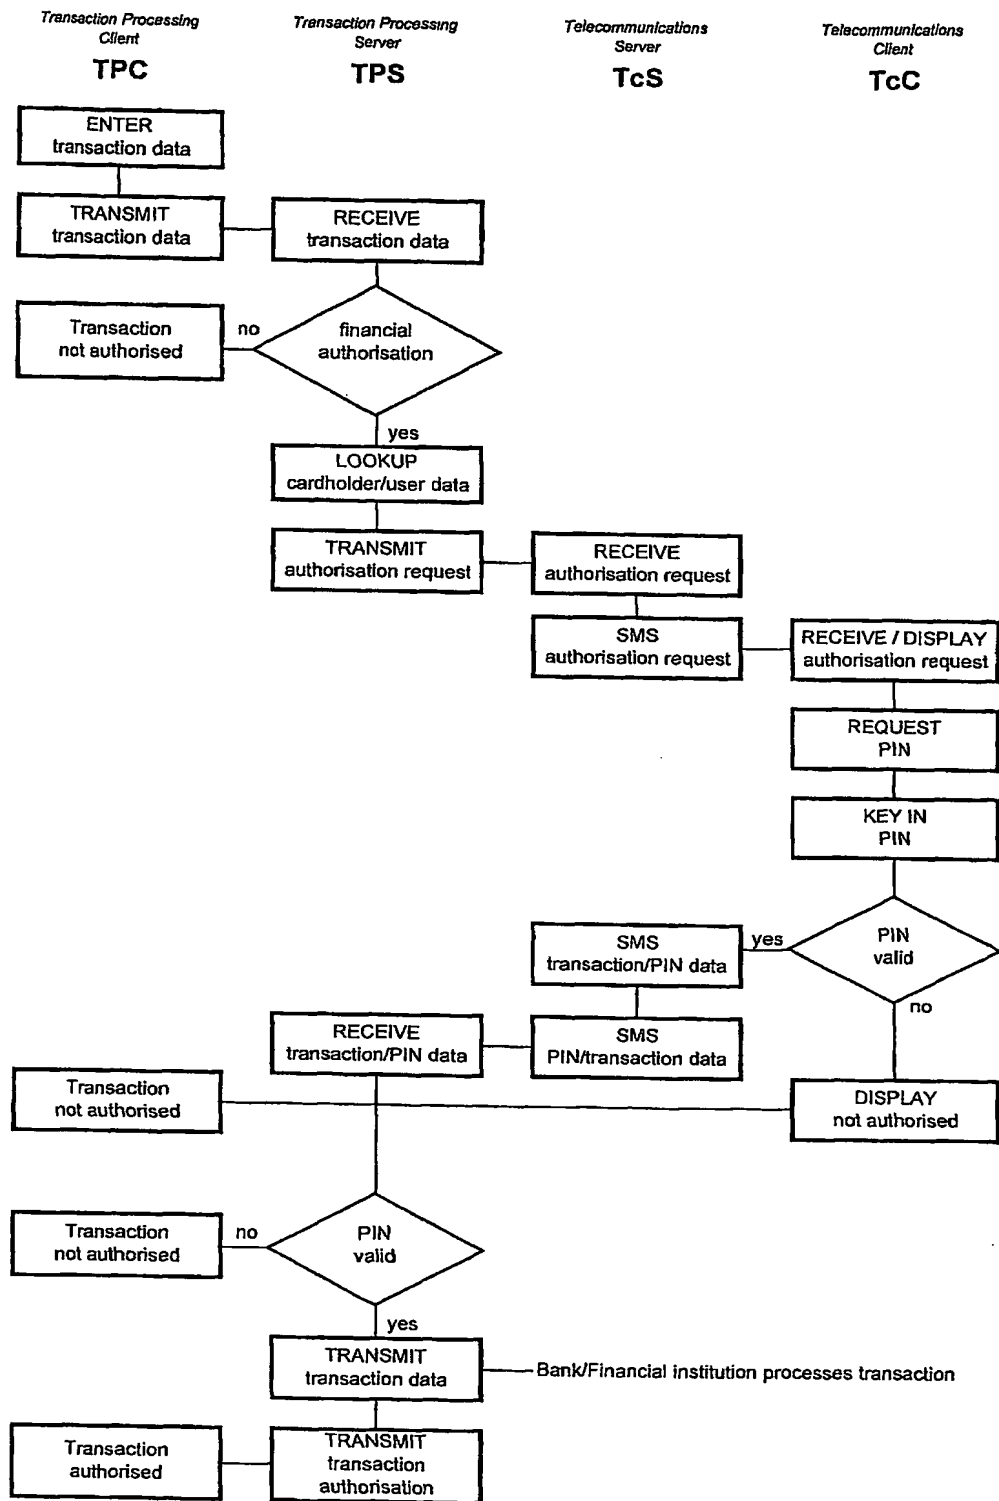 Transaction Processing
Client
TPC
Transaction Processing
Server
TPS
Telecommunications
Server
TcS
Telecommunications
Client
TcC
ENTER
transaction data
TRANSMIT
transaction data
RECEIVE
transaction data
Transaction
not authorised
no
financial
authorisation
yes
LOOKUP
cardholder/user data
TRANSMIT
authorisation request
RECEIVE
authorisation request
SMS
authorisation request
RECEIVE / DISPLAY
authorisation request
REQUEST
PIN
KEY IN
PIN
SMS
transaction/PIN data
yes
PIN
valid
no
RECEIVE
transaction/PIN data
SMS
PIN/transaction data
Transaction
not authorised
DISPLAY
not authorised
Transaction
not authorised
no
PIN
valid
yes
TRANSMIT
transaction data
Bank/Financial institution processes transaction
Transaction
authorised
TRANSMIT
transaction
authorisation